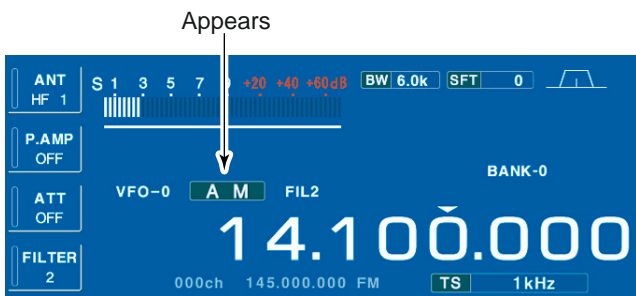 Appears
ANT
HF 1
S 1 3 5 7 9 +20 +40 +60dB
BW 6.0k SFT 0
P.AMP
OFF
BANK-0
ATT
OFF
VFO-0 AM FIL2
14.100.000
FILTER
2
000ch 145.000.000 FM
TS 1kHz